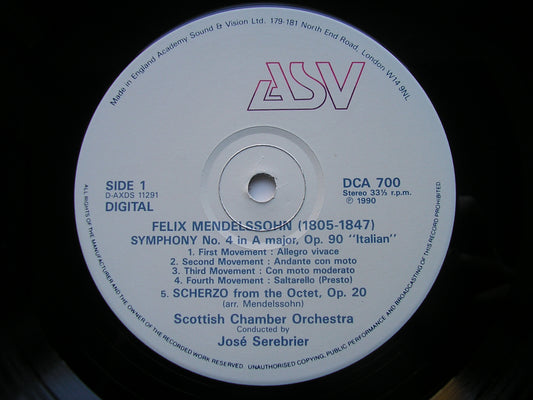 Made in England Academy Sound & Vision Ltd. 179-181 North End Road, London W14 9NL
ASV
SIDE 1
D-AXDS 11291
DIGITAL
DCA 700
Stereo 33⅓ r.p.m.
℗ 1990
FELIX MENDELSSOHN (1805-1847)
SYMPHONY No. 4 in A major, Op. 90 "Italian"
1. First Movement : Allegro vivace
2. Second Movement : Andante con moto
3. Third Movement : Con moto moderato
4. Fourth Movement : Saltarello (Presto)
5. SCHERZO from the Octet, Op. 20
(arr. Mendelssohn)
Scottish Chamber Orchestra
Conducted by
José Serebrier
ALL RIGHTS OF THE MANUFACTURER AND THE OWNER OF THE RECORDED WORK RESERVED. UNAUTHORISED COPYING, PUBLIC PERFORMANCE AND BROADCASTING OF THIS RECORD PROHIBITED.